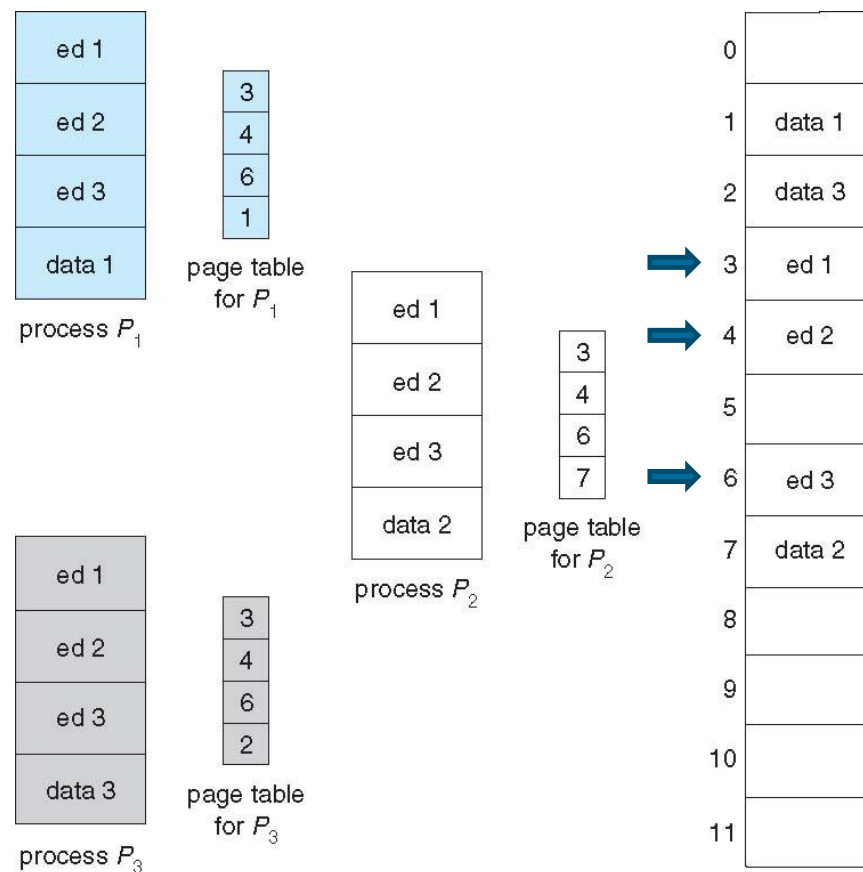 ed 1
ed 2
ed 3
data 1
process P1
3
4
6
1
page table
for P1
ed 1
ed 2
ed 3
data 2
process P2
3
4
6
7
page table
for P2
ed 1
ed 2
ed 3
data 3
process P3
3
4
6
2
page table
for P3
0
1 data 1
2 data 3
3 ed 1
4 ed 2
5
6 ed 3
7 data 2
8
9
10
11